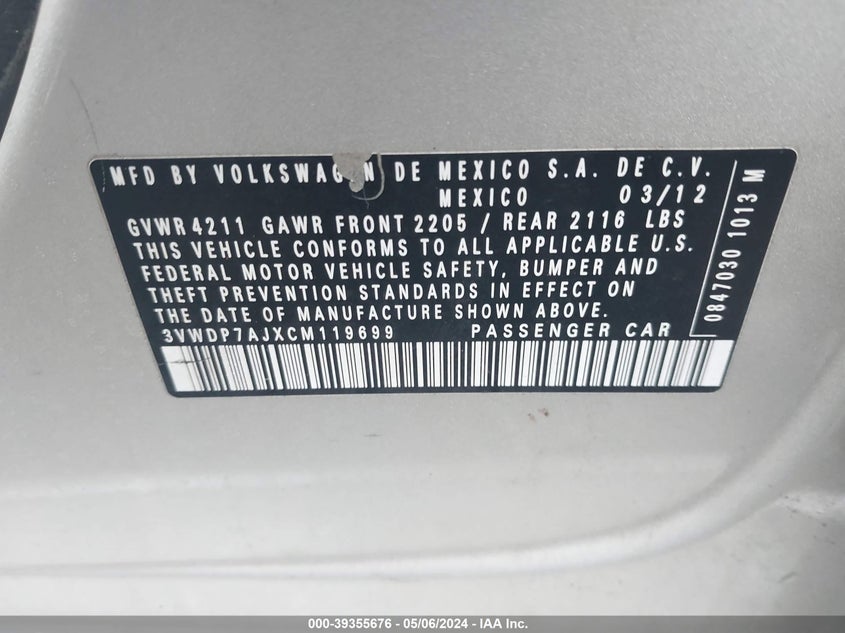 MFD BY VOLKSWAGEN DE MEXICO S.A. DE C.V.
MEXICO 03/12
GVWR 4211 GAWR FRONT 2205 / REAR 2116 LBS
THIS VEHICLE CONFORMS TO ALL APPLICABLE U.S.
FEDERAL MOTOR VEHICLE SAFETY, BUMPER AND
THEFT PREVENTION STANDARDS IN EFFECT ON
THE DATE OF MANUFACTURE SHOWN ABOVE.
3VWDP7AJXCM119699 PASSENGER CAR
0847030 1013 M
000-39355676 - 05/06/2024 - IAA Inc.